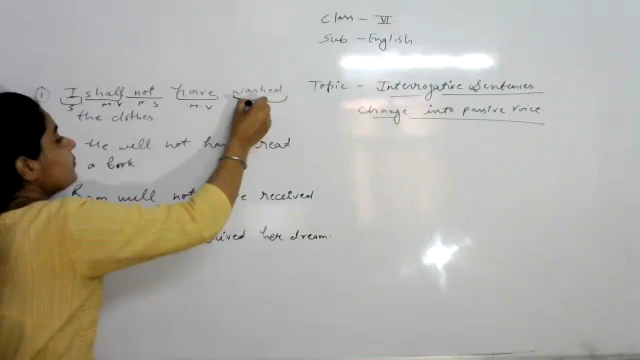 Class - VI
Sub - English
Topic - Interrogative Sentences
Change into passive voice.
① I shall not have washed
S H.V N.S M.V
the clothes
He will not read
a book
Ram will not received
her dream.